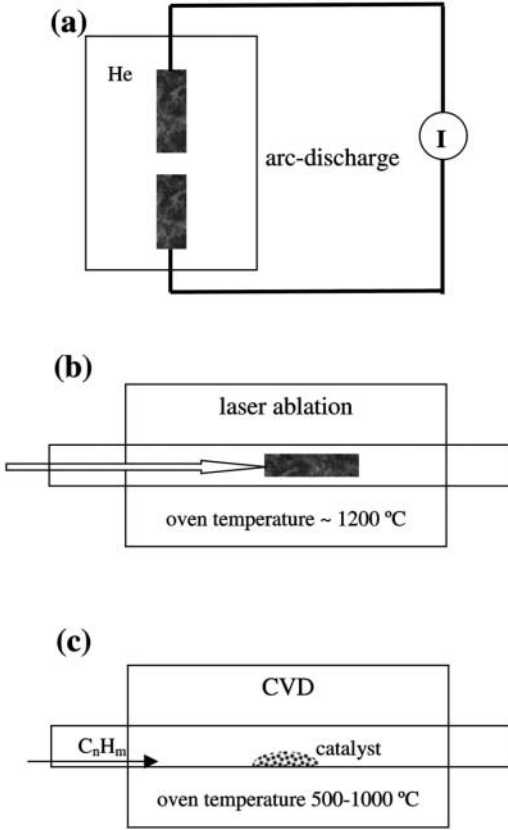 (a)
He
I
arc-discharge
(b)
laser ablation
oven temperature ~ 1200 ºC
(c)
CVD
CₙHₘ
catalyst
oven temperature 500-1000 ºC